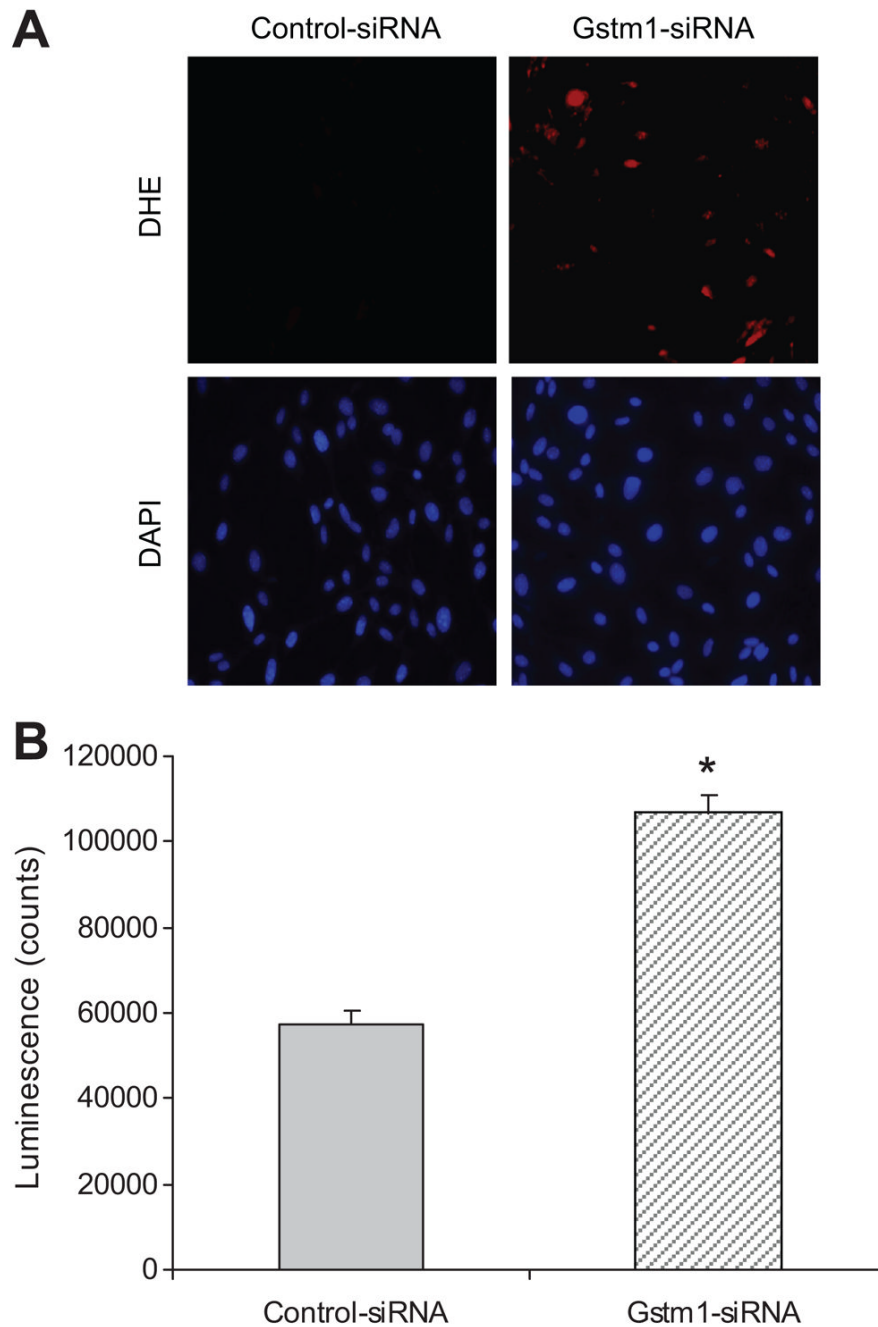 A
Control-siRNA
Gstm1-siRNA
DHE
DAPI
B
120000
*
100000
80000
60000
40000
20000
0
Luminescence (counts)
Control-siRNA
Gstm1-siRNA